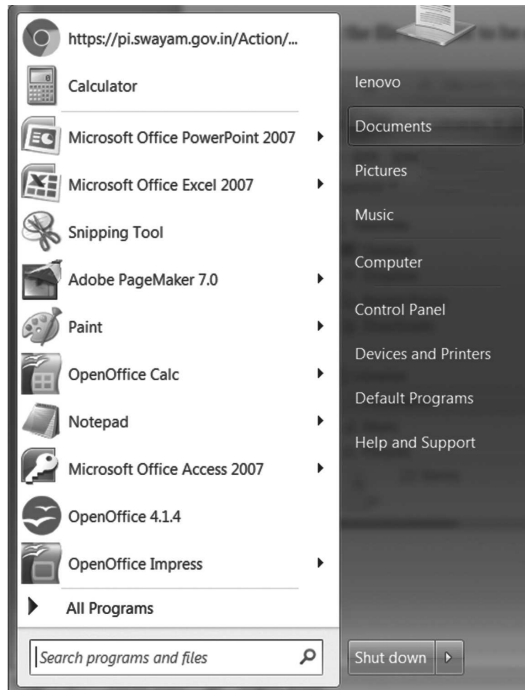 https://pi.swayam.gov.in/Action/...
Calculator
Microsoft Office PowerPoint 2007
Microsoft Office Excel 2007
Snipping Tool
Adobe PageMaker 7.0
Paint
OpenOffice Calc
Notepad
Microsoft Office Access 2007
OpenOffice 4.1.4
OpenOffice Impress
All Programs
Search programs and files
lenovo
Documents
Pictures
Music
Computer
Control Panel
Devices and Printers
Default Programs
Help and Support
Shut down